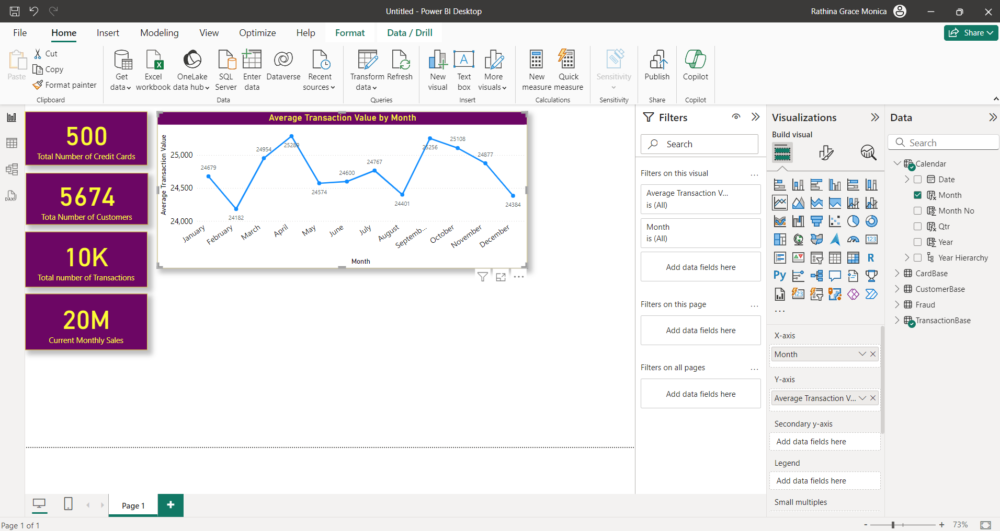 Untitled - Power BI Desktop
Rathina Grace Monica
File
Home
Insert
Modeling
View
Optimize
Help
Format
Data / Drill
Share
Paste
Cut
Copy
Format painter
Clipboard
Get data
Excel workbook
OneLake data hub
SQL Server
Enter data
Dataverse
Recent sources
Data
Transform data
Refresh
Queries
New visual
Text box
More visuals
Insert
New measure
Quick measure
Calculations
Sensitivity
Sensitivity
Publish
Share
Copilot
Copilot
500
Total Number of Credit Cards
5674
Tota Number of Customers
10K
Total number of Transactions
20M
Current Monthly Sales
Average Transaction Value by Month
Average Transaction Value
25,000
24,500
24,000
24679
24182
24954
25289
24574
24600
24767
24401
25256
25108
24877
24384
January
February
March
April
May
June
July
August
Septemb...
October
November
December
Month
Filters
Search
Filters on this visual
...
Average Transaction V...
is (All)
Month
is (All)
Add data fields here
Filters on this page
...
Add data fields here
Filters on all pages
...
Add data fields here
Visualizations
Build visual
123
R
Py
123
...
X-axis
Month
Y-axis
Average Transaction V...
Secondary y-axis
Add data fields here
Legend
Add data fields here
Small multiples
Data
Search
Calendar
Date
Month
Month No
Qtr
Year
Year Hierarchy
CardBase
CustomerBase
Fraud
TransactionBase
DAX
Page 1
+
Page 1 of 1
- + 73%